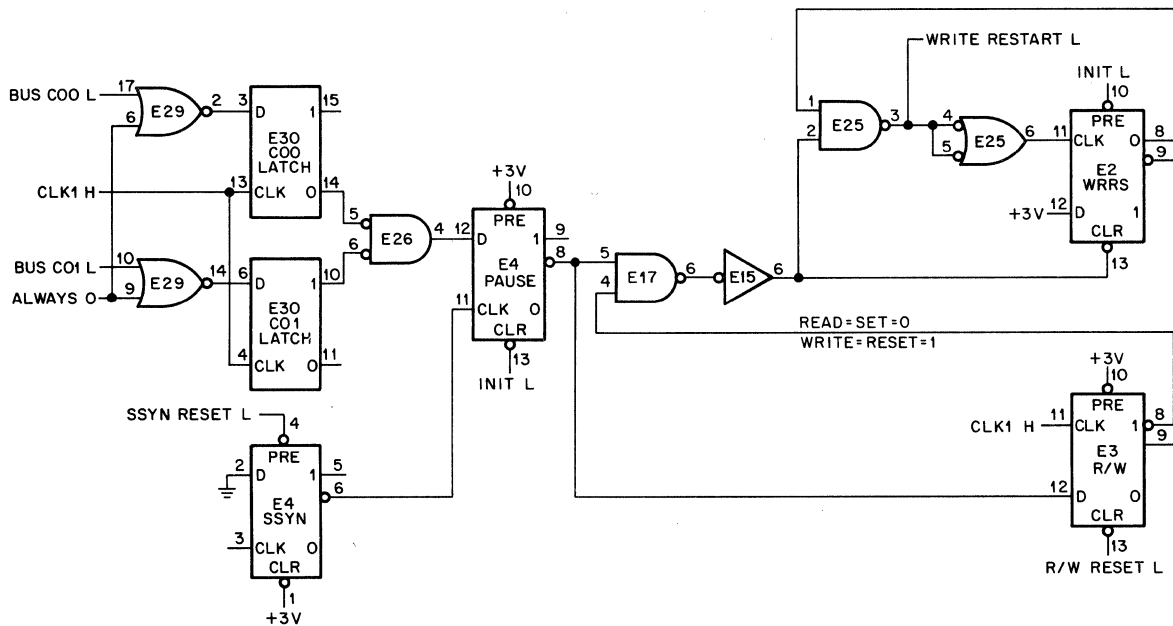 WRITE RESTART L
INIT L
10
17
BUS C00 L
E29
2
3
D
1
15
PRE
1
E25
3
4
E25
6
11
CLK
0
8
6
E30
C00
LATCH
2
5
9
E2
WRRS
CLK1 H
13
CLK
0
14
+3V
10
+3V
12
D
1
CLR
5
E26
4
12
D
PRE
1
9
13
BUS C01 L
10
E29
14
6
D
1
10
6
E4
PAUSE
8
5
E17
6
E15
6
ALWAYS 0
9
E30
C01
LATCH
11
CLK
0
4
4
CLK
0
11
CLR
READ=SET=0
WRITE=RESET=1
13
INIT L
+3V
10
SSYN RESET L
4
PRE
CLK1 H
11
CLK
1
8
PRE
2
D
1
5
E3
R/W
9
6
E4
SSYN
12
D
0
3
CLK
0
CLR
CLR
13
1
R/W RESET L
+3V